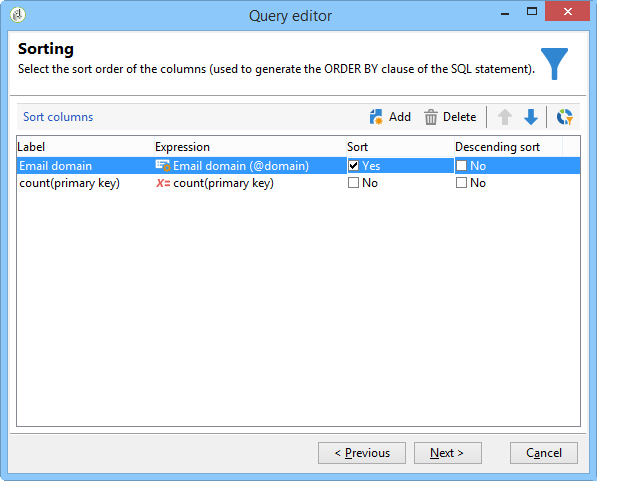 Query editor
Sorting
Select the sort order of the columns (used to generate the ORDER BY clause of the SQL statement).
Sort columns Add Delete
Label Expression Sort Descending sort
Email domain Email domain (@domain) Yes No
count(primary key) X= count(primary key) No No
< Previous Next > Cancel